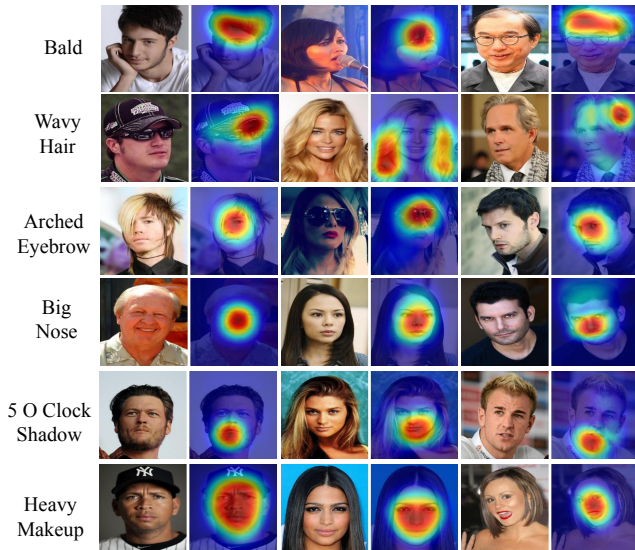 Bald
Wavy
Hair
Arched
Eyebrow
Big
Nose
5 O Clock
Shadow
Heavy
Makeup